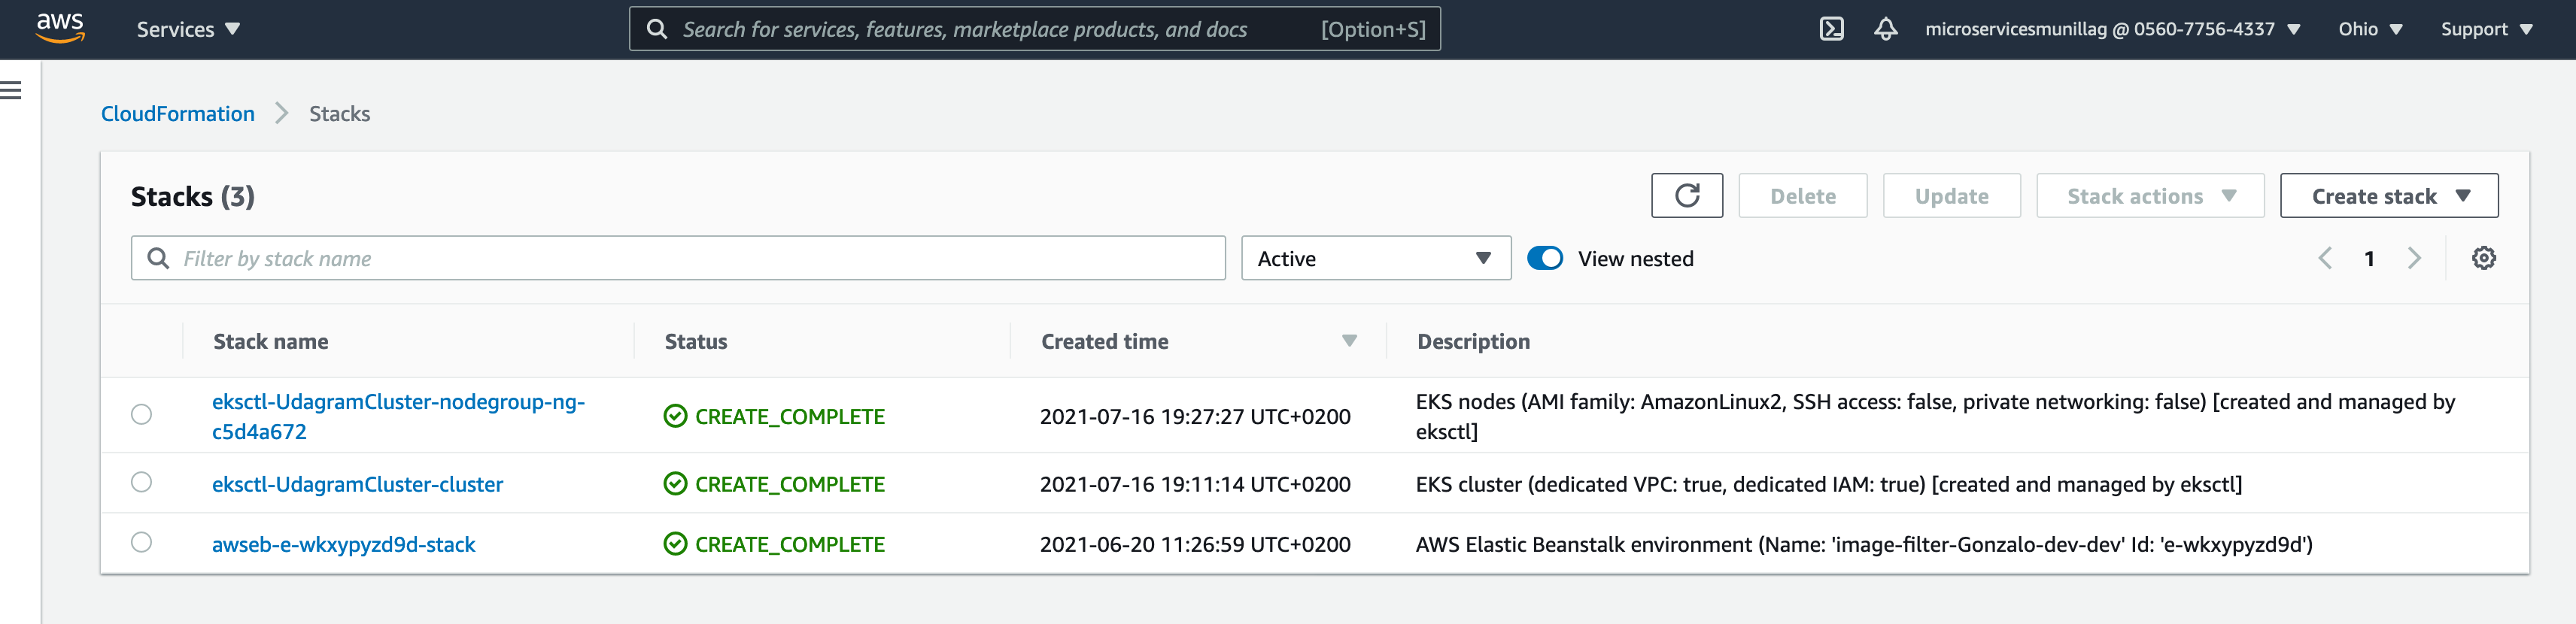 aws
Services
Search for services, features, marketplace products, and docs
[Option+S]
microservicesmunillag @ 0560-7756-4337
Ohio
Support
CloudFormation
Stacks
Stacks (3)
Delete
Update
Stack actions
Create stack
Filter by stack name
Active
View nested
1
Stack name
Status
Created time
Description
eksctl-UdagramCluster-nodegroup-ng-
c5d4a672
CREATE_COMPLETE
2021-07-16 19:27:27 UTC+0200
EKS nodes (AMI family: AmazonLinux2, SSH access: false, private networking: false) [created and managed by
eksctl]
eksctl-UdagramCluster-cluster
CREATE_COMPLETE
2021-07-16 19:11:14 UTC+0200
EKS cluster (dedicated VPC: true, dedicated IAM: true) [created and managed by eksctl]
awseb-e-wkxypyzd9d-stack
CREATE_COMPLETE
2021-06-20 11:26:59 UTC+0200
AWS Elastic Beanstalk environment (Name: 'image-filter-Gonzalo-dev-dev' Id: 'e-wkxypyzd9d')